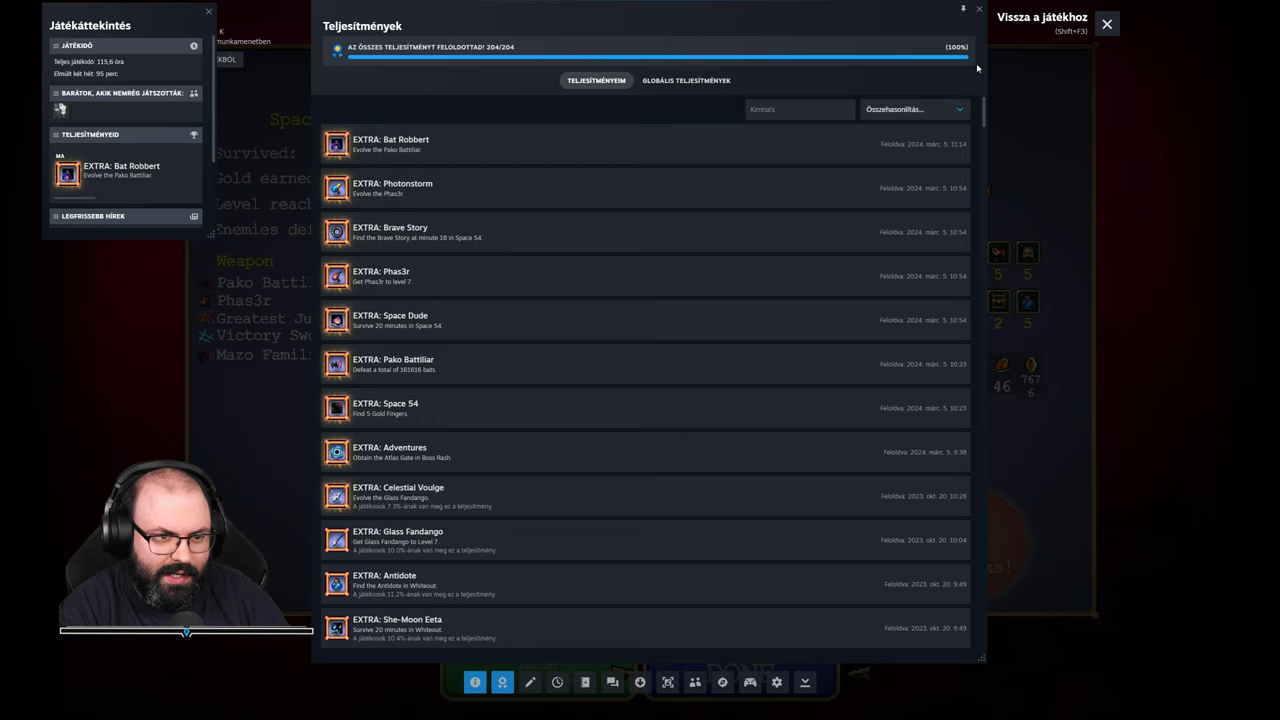 Játékáttekintés
JÁTÉKIDŐ
Teljes játékidő: 115,6 óra
Elmúlt két hét: 95 perc
BARÁTOK, AKIK NEMRÉG JÁTSZOTTÁK:
TELJESÍTMÉNYEID
MA
EXTRA: Bat Robbert
Evolve the Pako Battiliar.
LEGFRISSEBB HÍREK
K
munkamenetben
Survived:
Gold earne
Level reac
Enemies def
Weapon
Pako Batti
Phas3r
Greatest Ju
Victory Swo
Mazo Famili
Teljesítmények
AZ ÖSSZES TELJESÍTMÉNYT FELOLDOTTAD! 204/204
(100%)
TELJESÍTMÉNYEIM
GLOBÁLIS TELJESÍTMÉNYEK
Keresés
Összehasonlítás...
EXTRA: Bat Robbert
Evolve the Pako Battiliar.
Feloldva: 2024. márc. 5. 11:14
EXTRA: Photonstorm
Evolve the Phas3r.
Feloldva: 2024. márc. 5. 10:54
EXTRA: Brave Story
Find the Brave Story at minute 18 in Space 54.
Feloldva: 2024. márc. 5. 10:54
EXTRA: Phas3r
Get Phas3r to level 7.
Feloldva: 2024. márc. 5. 10:54
EXTRA: Space Dude
Survive 20 minutes in Space 54.
Feloldva: 2024. márc. 5. 10:54
EXTRA: Pako Battiliar
Defeat a total of 161616 bats.
Feloldva: 2024. márc. 5. 10:23
EXTRA: Space 54
Find 5 Gold Fingers.
Feloldva: 2024. márc. 5. 10:23
EXTRA: Adventures
Obtain the Atlas Gate in Boss Rash.
Feloldva: 2024. márc. 5. 9:38
EXTRA: Celestial Voulge
Evolve the Glass Fandango.
A játékosok 7.3%-ának van meg ez a teljesítmény.
Feloldva: 2023. okt. 20. 10:28
EXTRA: Glass Fandango
Get Glass Fandango to Level 7.
A játékosok 10.0%-ának van meg ez a teljesítmény.
Feloldva: 2023. okt. 20. 10:04
EXTRA: Antidote
Find the Antidote in Whiteout.
A játékosok 11.2%-ának van meg ez a teljesítmény.
Feloldva: 2023. okt. 20. 9:49
EXTRA: She-Moon Eeta
Survive 20 minutes in Whiteout.
A játékosok 10.4%-ának van meg ez a teljesítmény.
Feloldva: 2023. okt. 20. 9:49
Vissza a játékhoz
(Shift+F3)
5 5
2 5
46 767
6
DONE